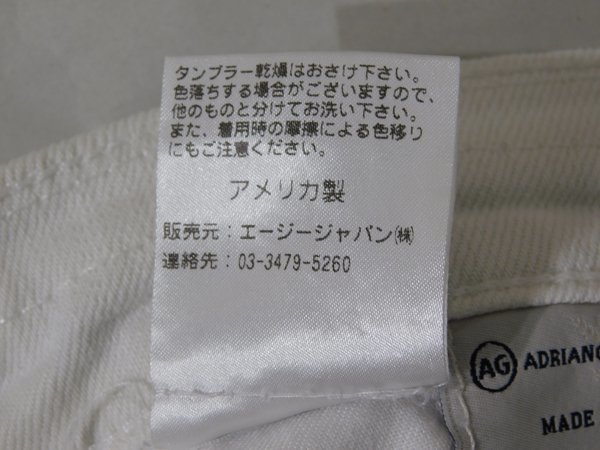 タンブラー乾燥はおさけ下さい。
色落ちする場合がございますので、
他のものと分けてお洗い下さい。
また、着用時の摩擦による色移り
にもご注意ください。
アメリカ製
販売元：エージージャパン㈱
連絡先：03-3479-5260
AG ADRIANO
MADE